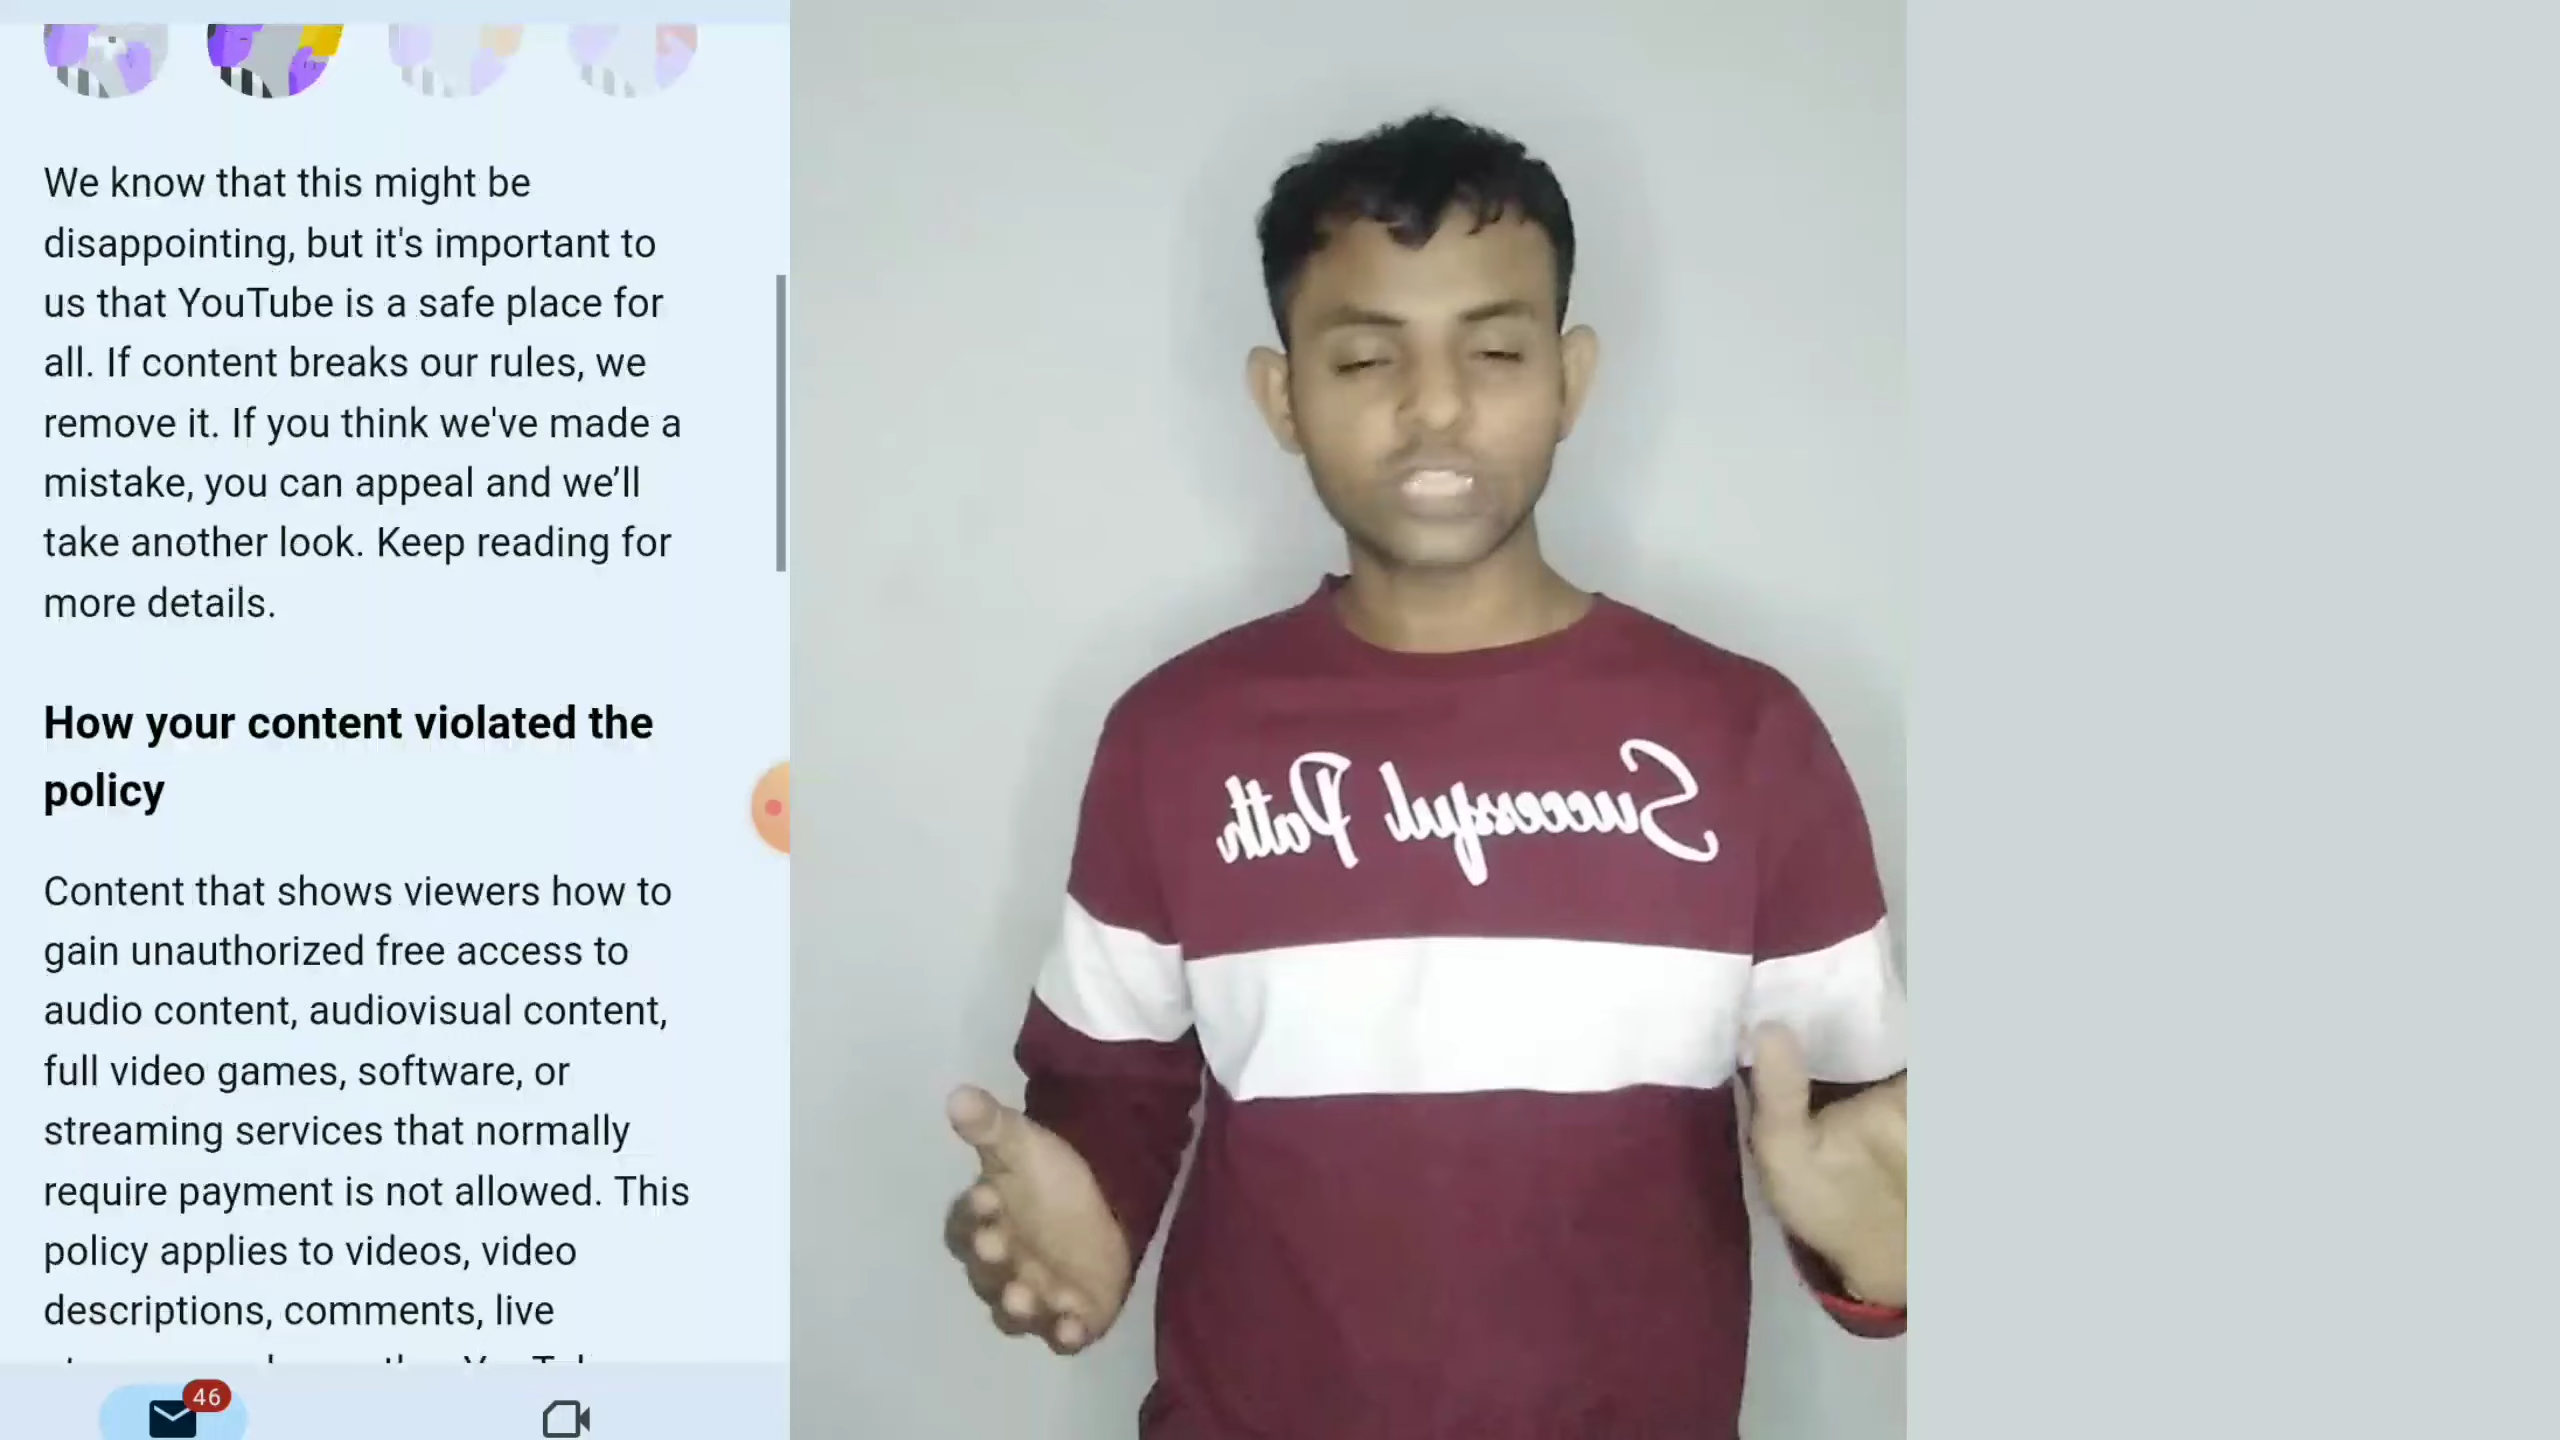 We know that this might be
disappointing, but it's important to
us that YouTube is a safe place for
all. If content breaks our rules, we
remove it. If you think we've made a
mistake, you can appeal and we’ll
take another look. Keep reading for
more details.
How your content violated the
policy
Content that shows viewers how to
gain unauthorized free access to
audio content, audiovisual content,
full video games, software, or
streaming services that normally
require payment is not allowed. This
policy applies to videos, video
descriptions, comments, live
46
Successful Path